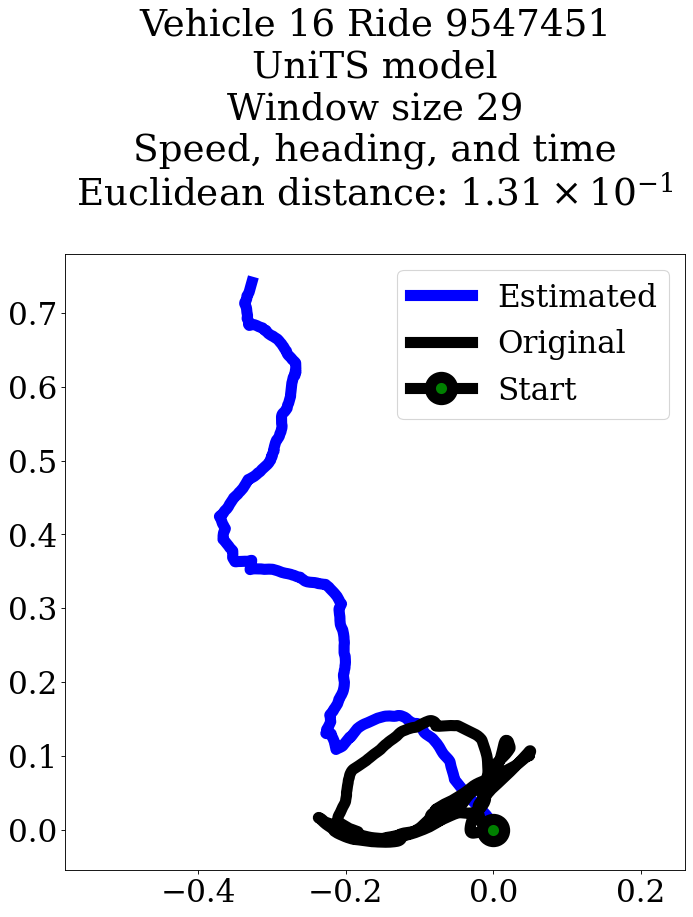 Vehicle 16 Ride 9547451
UniTS model
Window size 29
Speed, heading, and time
Euclidean distance: 1.31 × 10⁻¹
Estimated
Original
Start
0.7
0.6
0.5
0.4
0.3
0.2
0.1
0.0
−0.4 −0.2 0.0 0.2